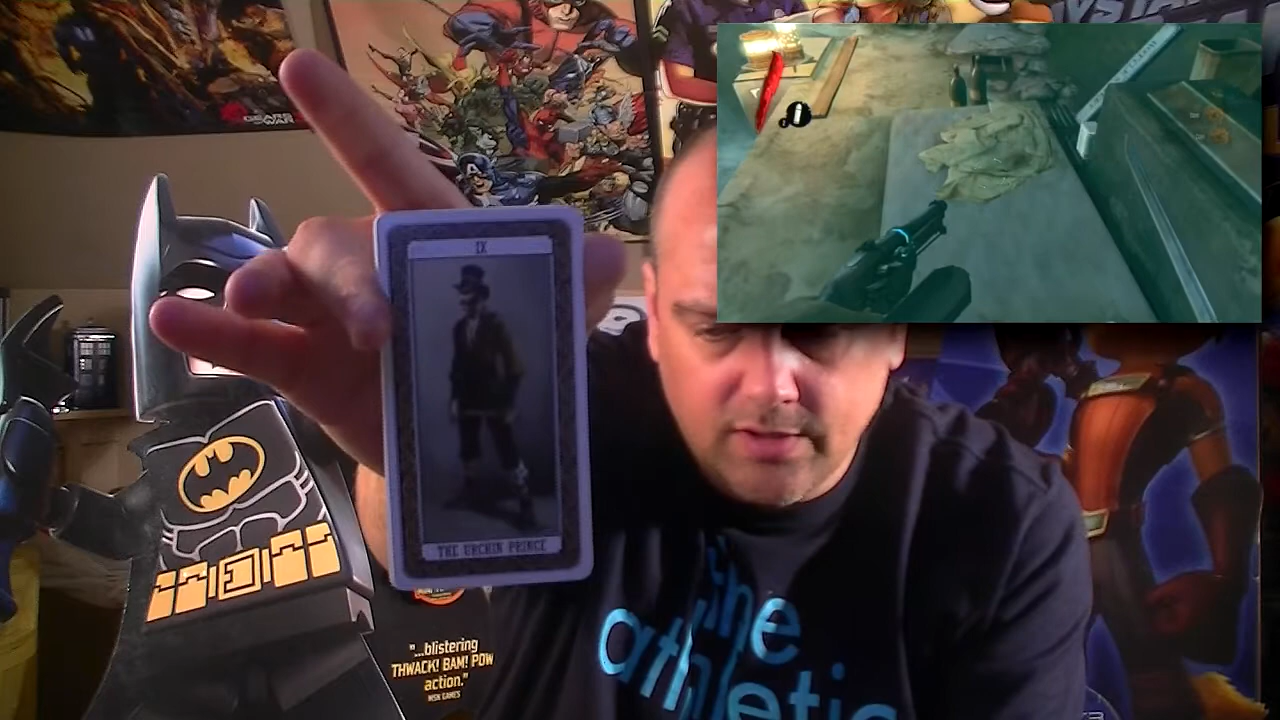 GEARS
OF WAR
IX
THE URCHIN PRINCE
"...blistering
THWACK! BAM! POW
action."
MSN GAMES
the
athletic